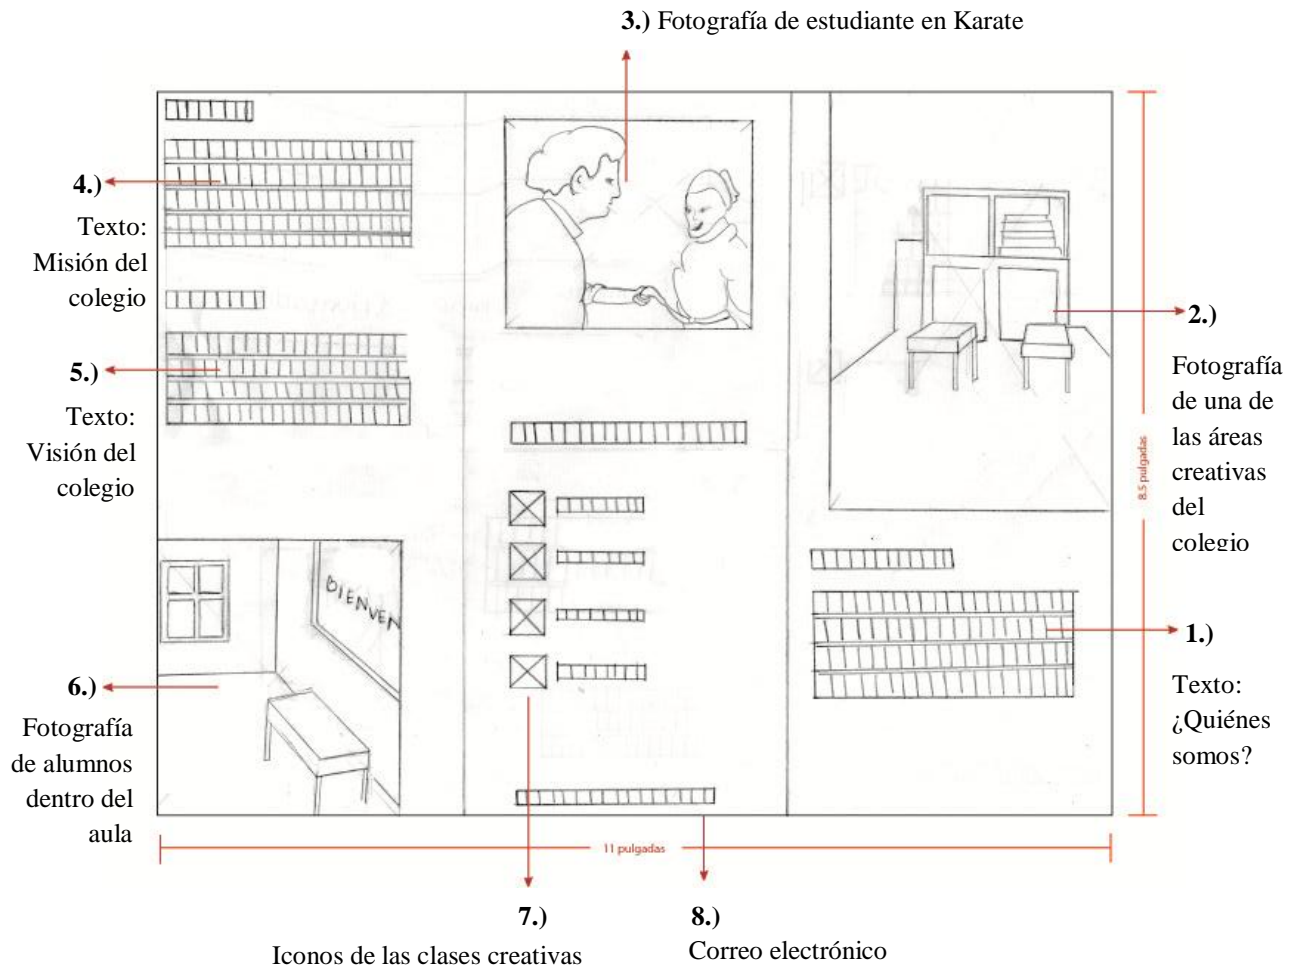 3.) Fotografía de estudiante en Karate
4.)
Texto:
Misión del
colegio
5.)
Texto:
Visión del
colegio
BIENVEN
6.)
Fotografía
de alumnos
dentro del
aula
2.)
Fotografía
de una de
las áreas
creativas
del
colegio
8.5 pulgadas
1.)
Texto:
¿Quiénes
somos?
11 pulgadas
7.)
Iconos de las clases creativas
8.)
Correo electrónico